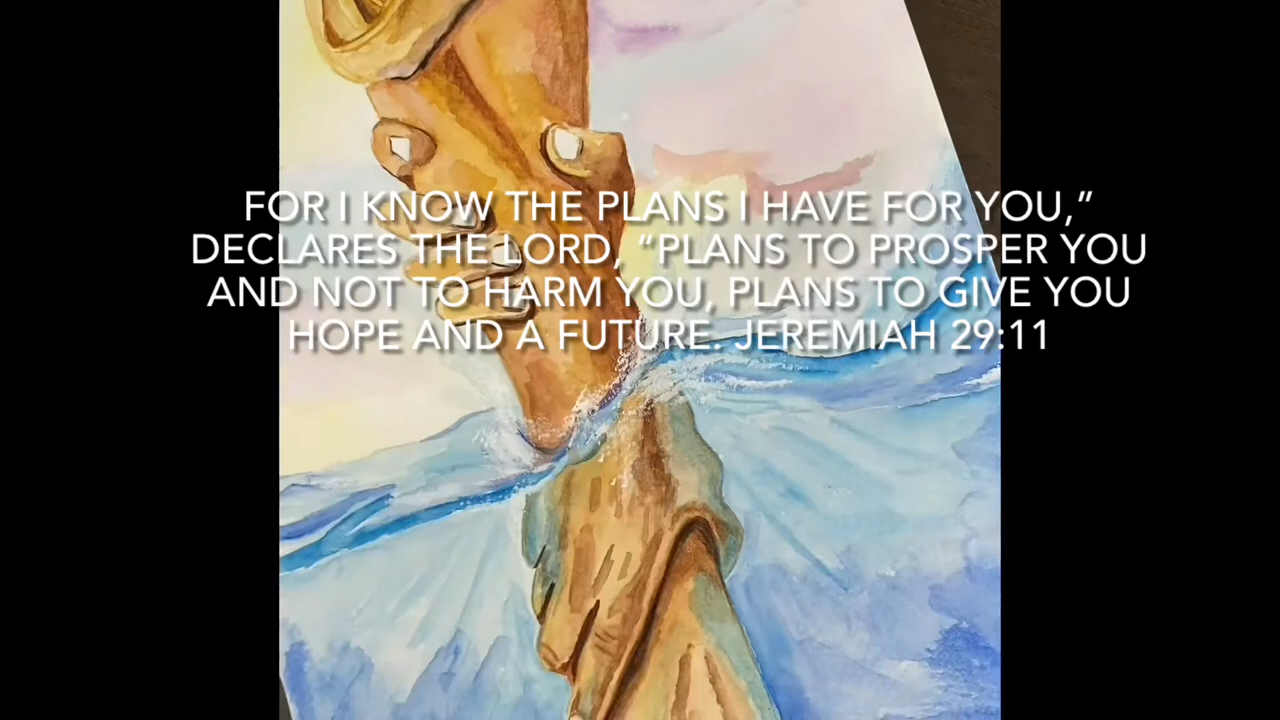 FOR I KNOW THE PLANS I HAVE FOR YOU,”
DECLARES THE LORD, “PLANS TO PROSPER YOU
AND NOT TO HARM YOU, PLANS TO GIVE YOU
HOPE AND A FUTURE. JEREMIAH 29:11